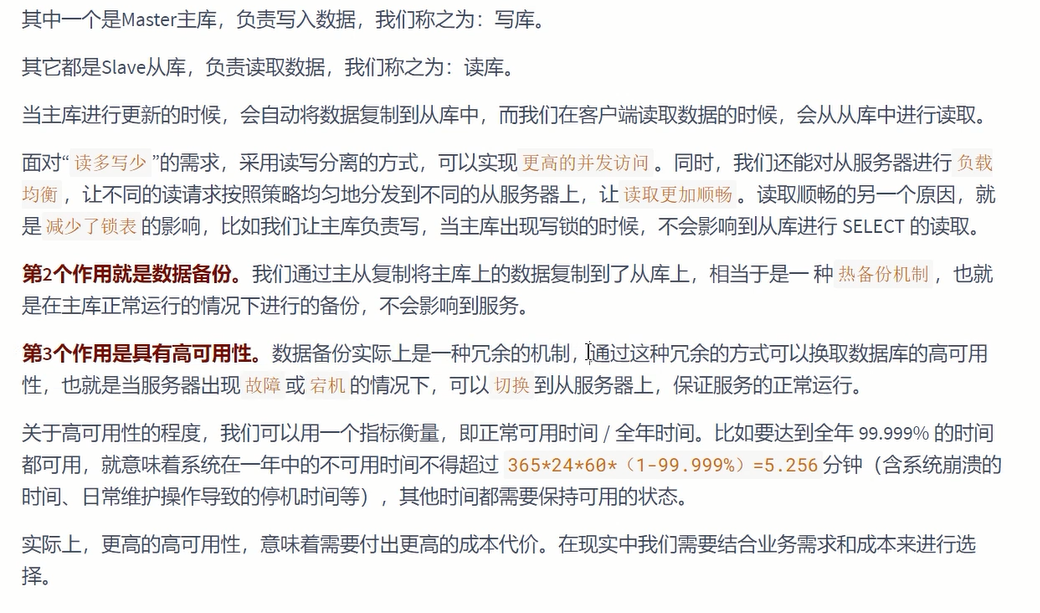 其中一个是Master主库，负责写入数据，我们称之为：写库。
其它都是Slave从库，负责读取数据，我们称之为：读库。
当主库进行更新的时候，会自动将数据复制到从库中，而我们在客户端读取数据的时候，会从从库中进行读取。
面对“读多写少”的需求，采用读写分离的方式，可以实现更高的并发访问。同时，我们还能对从服务器进行负载
均衡，让不同的读请求按照策略均匀地分发到不同的从服务器上，让读取更加顺畅。读取顺畅的另一个原因，就
是减少了锁表的影响，比如我们让主库负责写，当主库出现写锁的时候，不会影响到从库进行 SELECT 的读取。
第2个作用就是数据备份。我们通过主从复制将主库上的数据复制到了从库上，相当于是一种热备份机制，也就
是在主库正常运行的情况下进行的备份，不会影响到服务。
第3个作用是具有高可用性。数据备份实际上是一种冗余的机制，通过这种冗余的方式可以换取数据库的高可用
性，也就是当服务器出现故障或宕机的情况下，可以切换到从服务器上，保证服务的正常运行。
关于高可用性的程度，我们可以用一个指标衡量，即正常可用时间 / 全年时间。比如要达到全年 99.999% 的时间
都可用，就意味着系统在一年中的不可用时间不得超过 365*24*60*（1-99.999%）=5.256分钟（含系统崩溃的
时间、日常维护操作导致的停机时间等），其他时间都需要保持可用的状态。
实际上，更高的高可用性，意味着需要付出更高的成本代价。在现实中我们需要结合业务需求和成本来进行选
择。